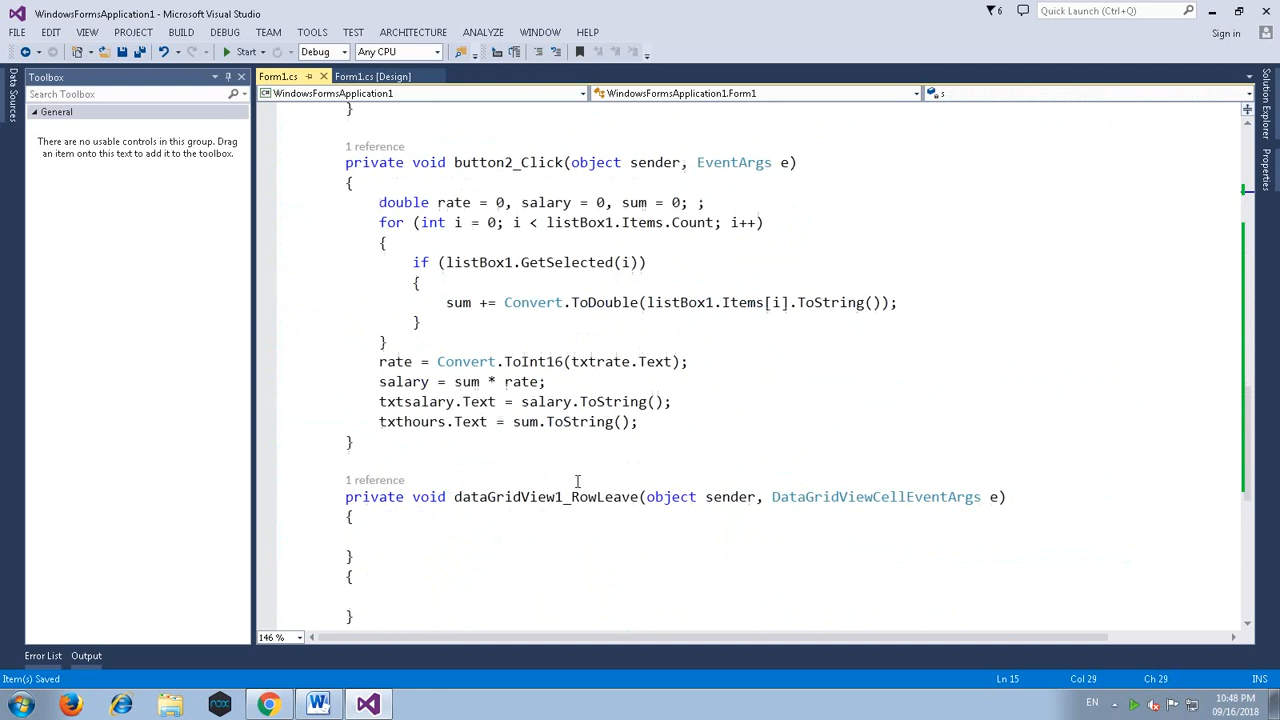 WindowsFormsApplication1 - Microsoft Visual Studio
6
Quick Launch (Ctrl+Q)
FILE EDIT VIEW PROJECT BUILD DEBUG TEAM TOOLS TEST ARCHITECTURE ANALYZE WINDOW HELP
Sign in
Start Debug Any CPU
Data Sources
Toolbox
Search Toolbox
General
There are no usable controls in this group. Drag
an item onto this text to add it to the toolbox.
Form1.cs Form1.cs [Design]
WindowsFormsApplication1 WindowsFormsApplication1.Form1 s
}
1 reference
private void button2_Click(object sender, EventArgs e)
{
double rate = 0, salary = 0, sum = 0; ;
for (int i = 0; i < listBox1.Items.Count; i++)
{
if (listBox1.GetSelected(i))
{
sum += Convert.ToDouble(listBox1.Items[i].ToString());
}
}
rate = Convert.ToInt16(txtrate.Text);
salary = sum * rate;
txtsalary.Text = salary.ToString();
txthours.Text = sum.ToString();
}
1 reference
private void dataGridView1_RowLeave(object sender, DataGridViewCellEventArgs e)
{
}
{
}
146 %
Solution Explorer
Properties
Error List Output
Item(s) Saved Ln 15 Col 29 Ch 29 INS
EN 10:48 PM
09/16/2018